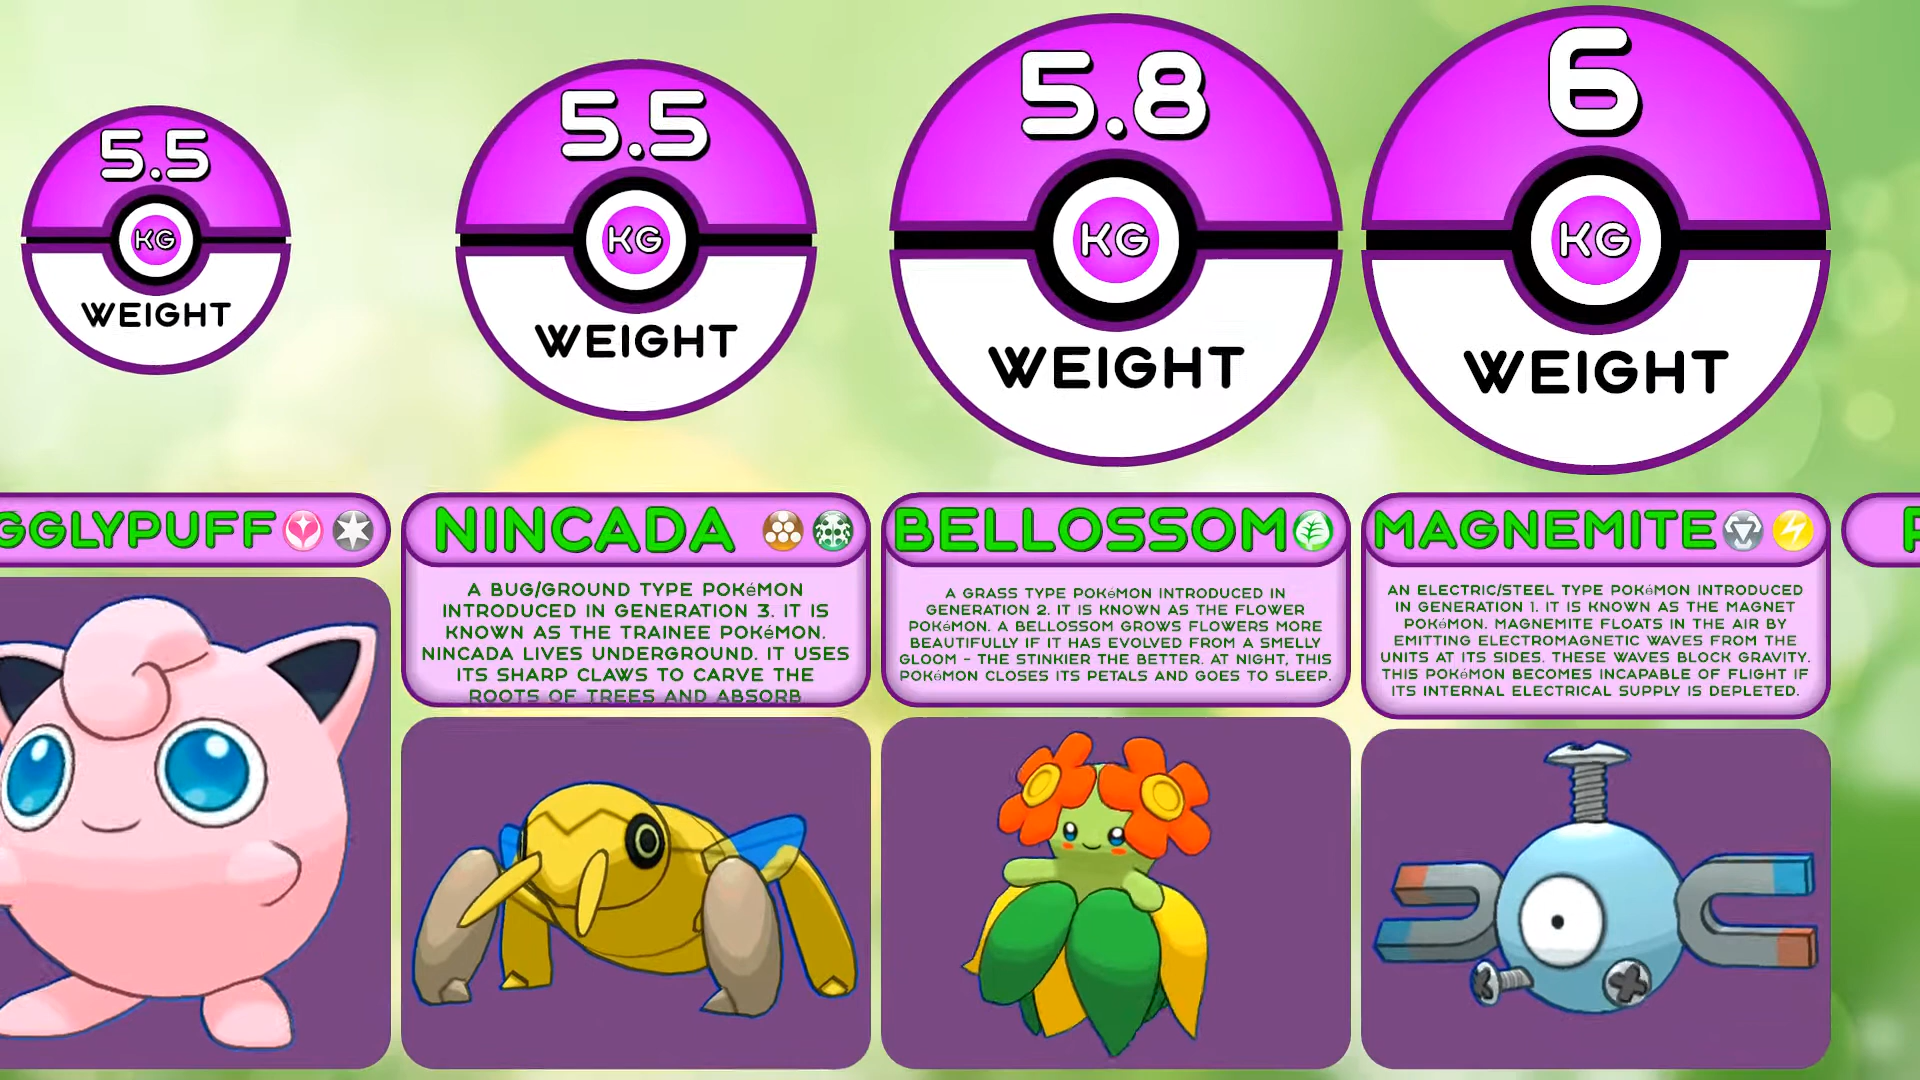 5.5
KG
WEIGHT
5.5
KG
WEIGHT
5.8
KG
WEIGHT
6
KG
WEIGHT
GGLYPUFF
NINCADA
A BUG/GROUND TYPE POKéMON
INTRODUCED IN GENERATION 3. IT IS
KNOWN AS THE TRAINEE POKéMON.
NINCADA LIVES UNDERGROUND. IT USES
ITS SHARP CLAWS TO CARVE THE
ROOTS OF TREES AND ABSORB
BELLOSSOM
A GRASS TYPE POKéMON INTRODUCED IN
GENERATION 2. IT IS KNOWN AS THE FLOWER
POKéMON. A BELLOSSOM GROWS FLOWERS MORE
BEAUTIFULLY IF IT HAS EVOLVED FROM A SMELLY
GLOOM - THE STINKIER THE BETTER. AT NIGHT, THIS
POKéMON CLOSES ITS PETALS AND GOES TO SLEEP.
MAGNEMITE
AN ELECTRIC/STEEL TYPE POKéMON INTRODUCED
IN GENERATION 1. IT IS KNOWN AS THE MAGNET
POKéMON. MAGNEMITE FLOATS IN THE AIR BY
EMITTING ELECTROMAGNETIC WAVES FROM THE
UNITS AT ITS SIDES. THESE WAVES BLOCK GRAVITY.
THIS POKéMON BECOMES INCAPABLE OF FLIGHT IF
ITS INTERNAL ELECTRICAL SUPPLY IS DEPLETED.